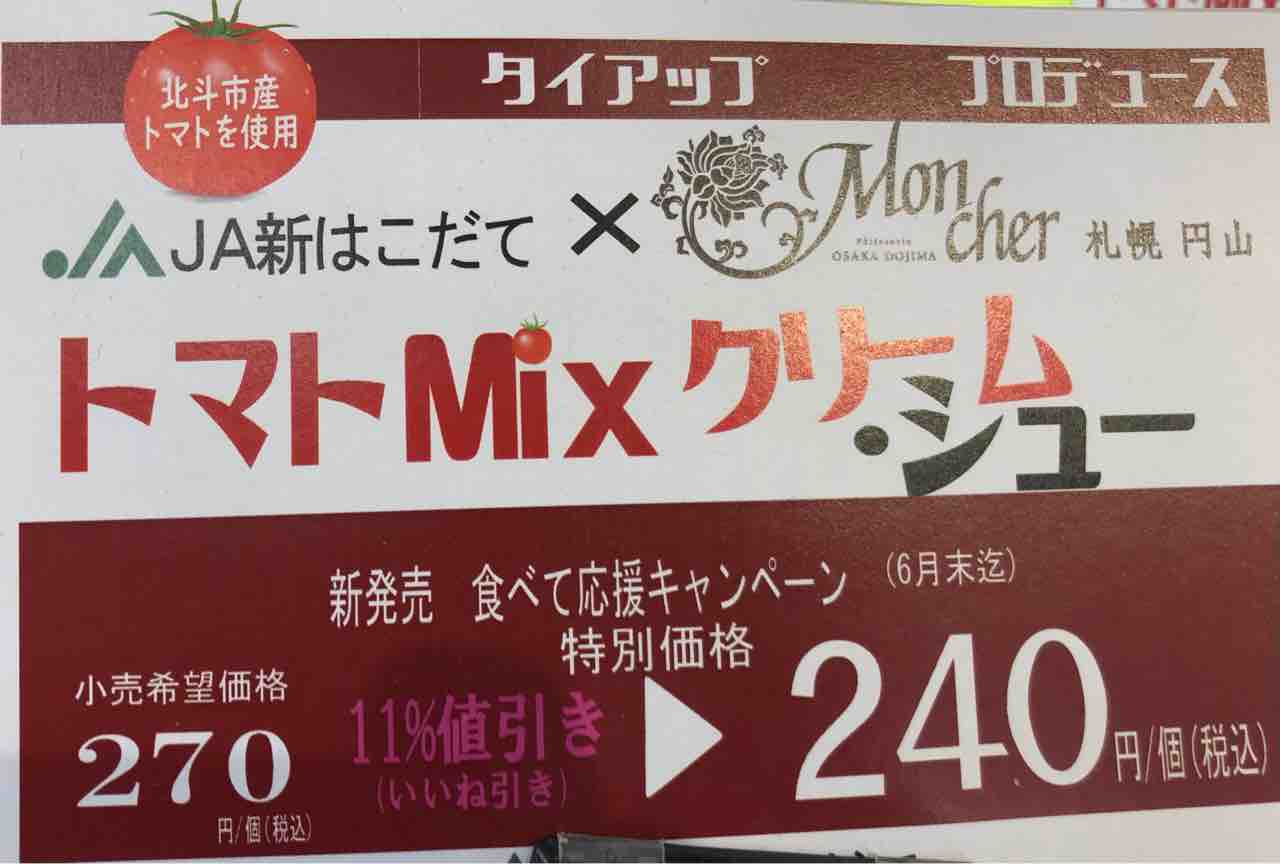 北斗市産
トマトを使用
タイアップ プロデュース
JA JA新はこだて × Mon cher 札幌 円山
Pâtisserie
OSAKA DOJIMA
トマトMixクリーム・シュー
新発売 食べて応援キャンペーン (6月末迄)
特別価格
小売希望価格
270
円/個(税込)
11%値引き
(いいね引き)
240円/個(税込)